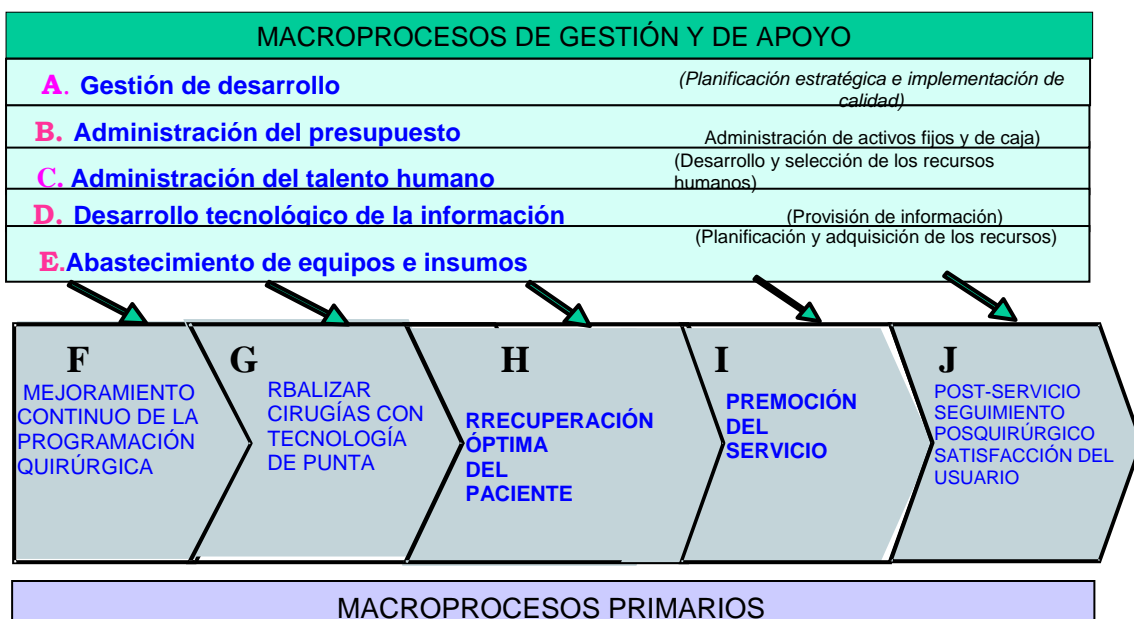 MACROPROCESOS DE GESTIÓN Y DE APOYO
A. Gestión de desarrollo
(Planificación estratégica e implementación de
calidad)
B. Administración del presupuesto
Administración de activos fijos y de caja)
C. Administración del talento humano
(Desarrollo y selección de los recursos
humanos)
D. Desarrollo tecnológico de la información
(Provisión de información)
E.Abastecimiento de equipos e insumos
(Planificación y adquisición de los recursos)
F
MEJORAMIENTO
CONTINUO DE LA
PROGRAMACIÓN
QUIRÚRGICA
G
RBALIZAR
CIRUGÍAS CON
TECNOLOGÍA
DE PUNTA
H
RRECUPERACIÓN
ÓPTIMA
DEL
PACIENTE
I
PREMOCIÓN
DEL
SERVICIO
J
POST-SERVICIO
SEGUIMIENTO
POSQUIRÚRGICO
SATISFACCIÓN DEL
USUARIO
MACROPROCESOS PRIMARIOS